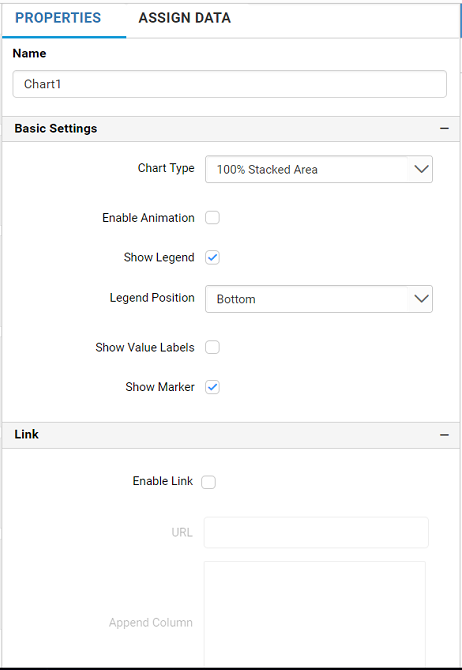 PROPERTIES ASSIGN DATA
Name
Chart1
Basic Settings
Chart Type 100% Stacked Area
Enable Animation
Show Legend
Legend Position Bottom
Show Value Labels
Show Marker
Link
Enable Link
URL
Append Column